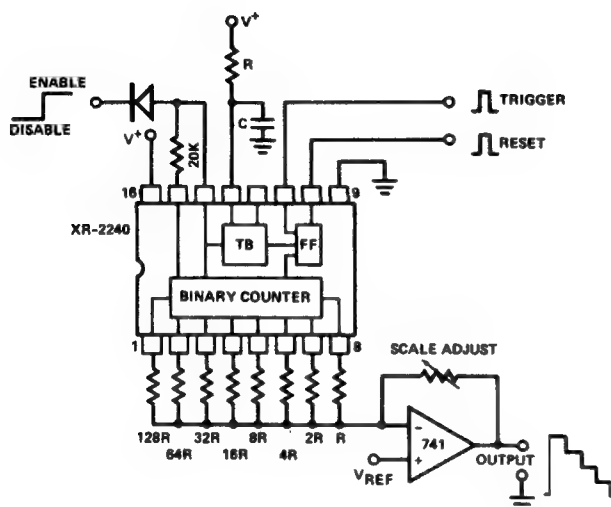 V+
R
ENABLE
DISABLE
C
TRIGGER
V+
20K
RESET
16
9
XR-2240
TB
FF
BINARY COUNTER
1
8
SCALE ADJUST
128R
64R
32R
16R
8R
4R
2R
R
−
741
+
VREF
OUTPUT